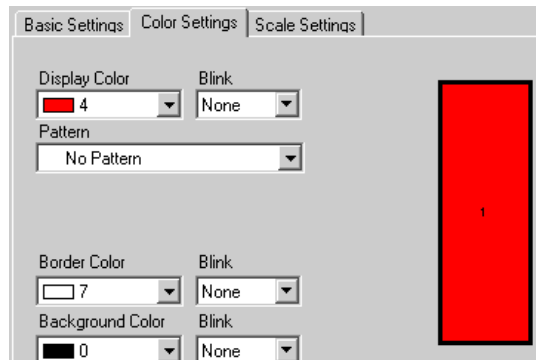 Basic Settings Color Settings Scale Settings
Display Color Blink
4 None
Pattern
No Pattern
1
Border Color Blink
7 None
Background Color Blink
0 None